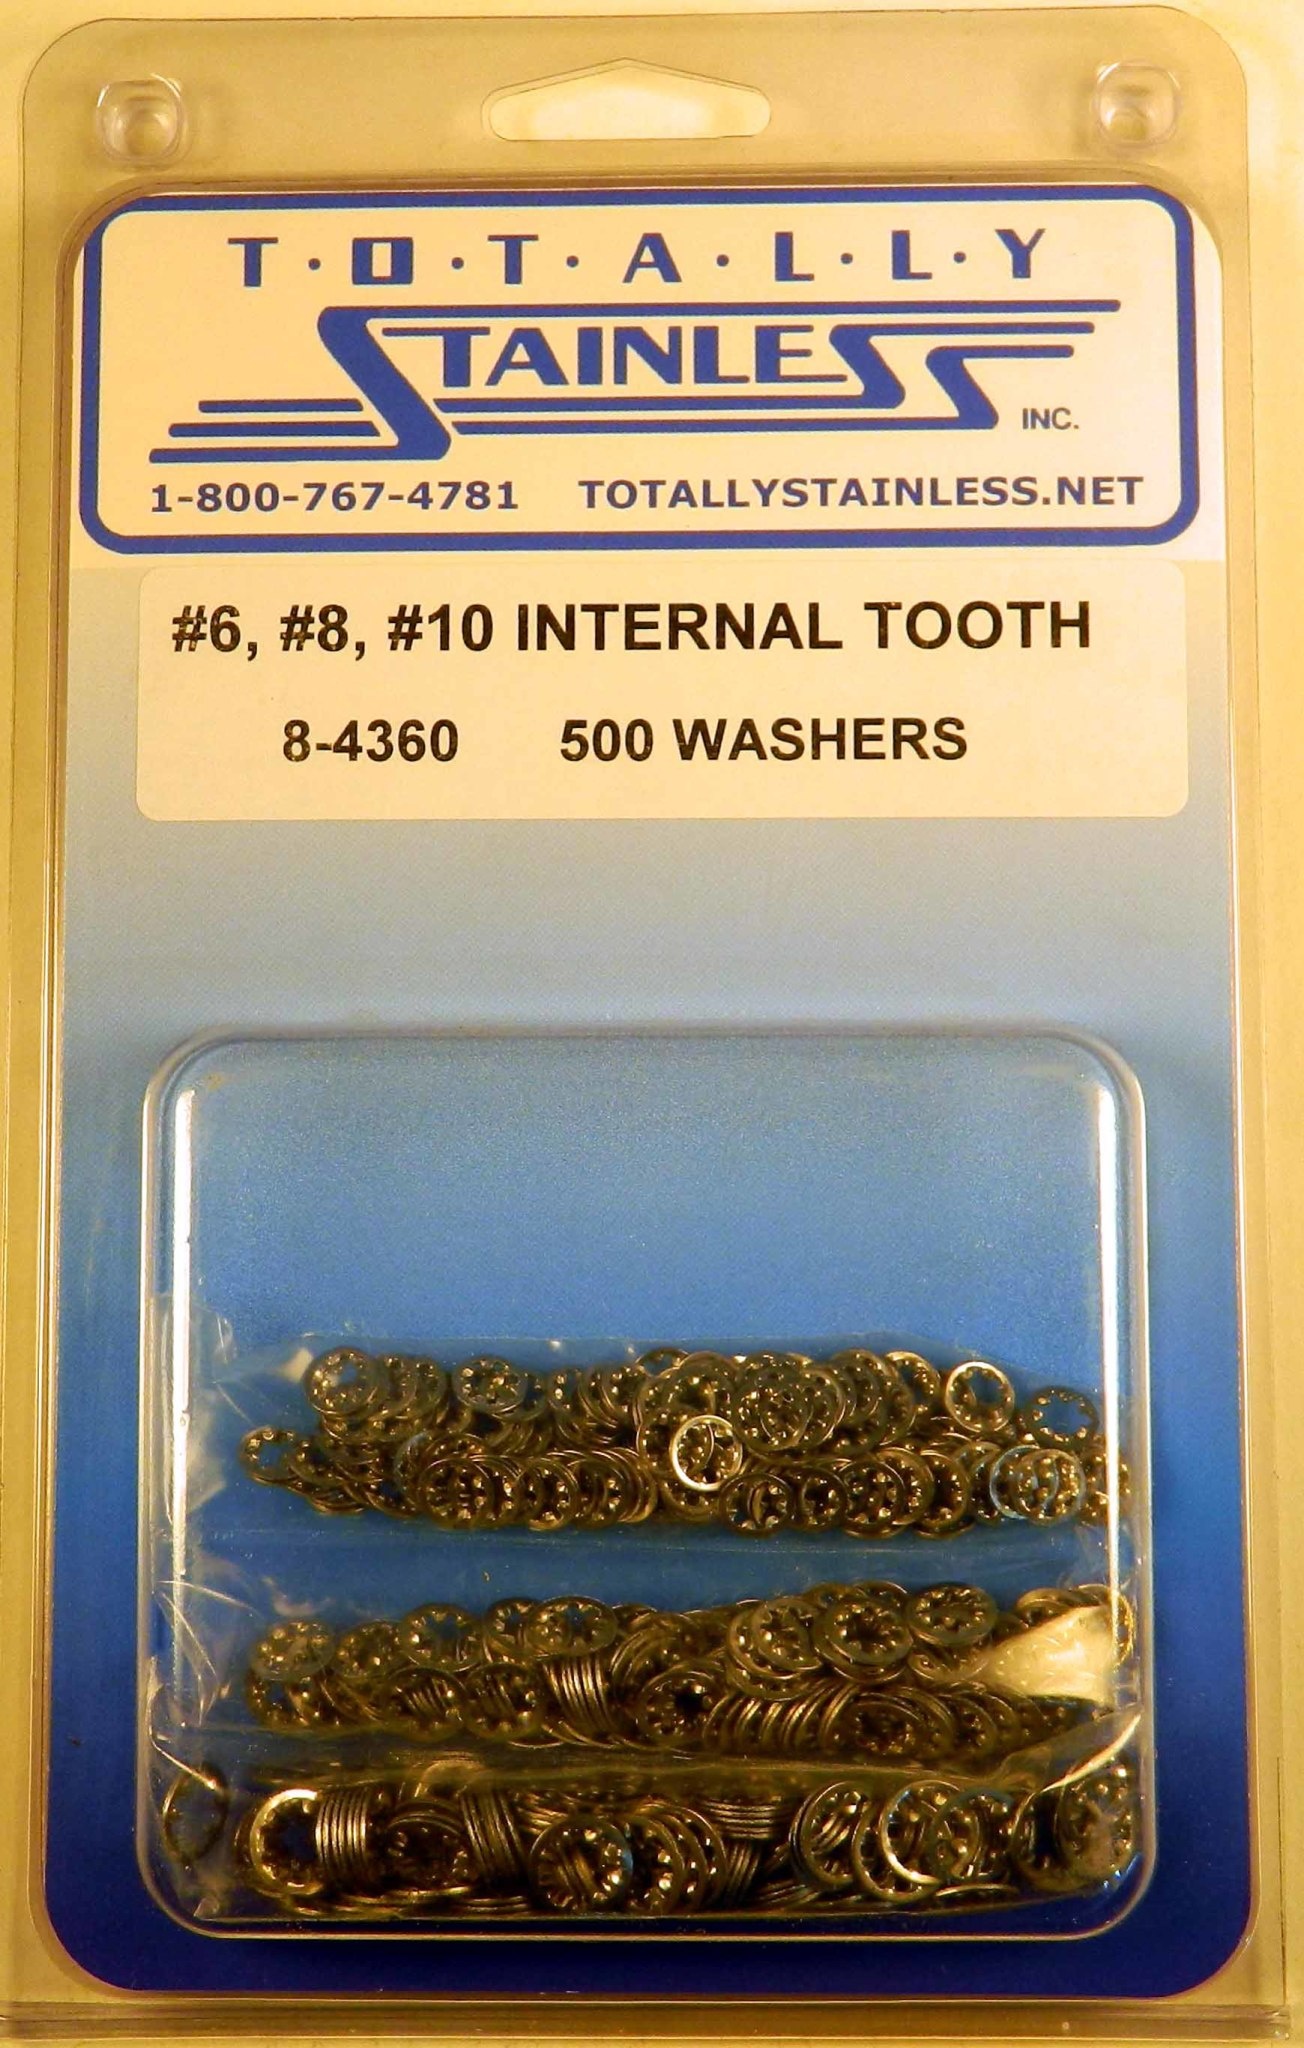 T·O·T·A·L·L·Y
STAINLESS
INC.
1-800-767-4781 TOTALLYSTAINLESS.NET
#6, #8, #10 INTERNAL TOOTH
8-4360 500 WASHERS